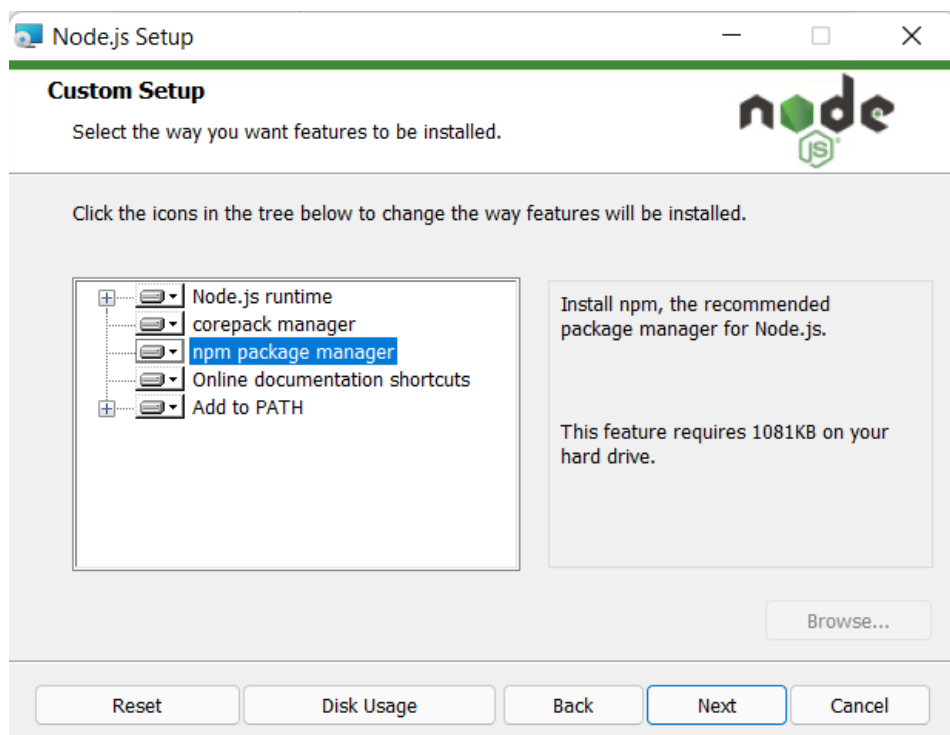 Node.js Setup
Custom Setup
Select the way you want features to be installed.
node
JS
Click the icons in the tree below to change the way features will be installed.
Node.js runtime
corepack manager
npm package manager
Online documentation shortcuts
Add to PATH
Install npm, the recommended
package manager for Node.js.
This feature requires 1081KB on your
hard drive.
Browse...
Reset
Disk Usage
Back
Next
Cancel